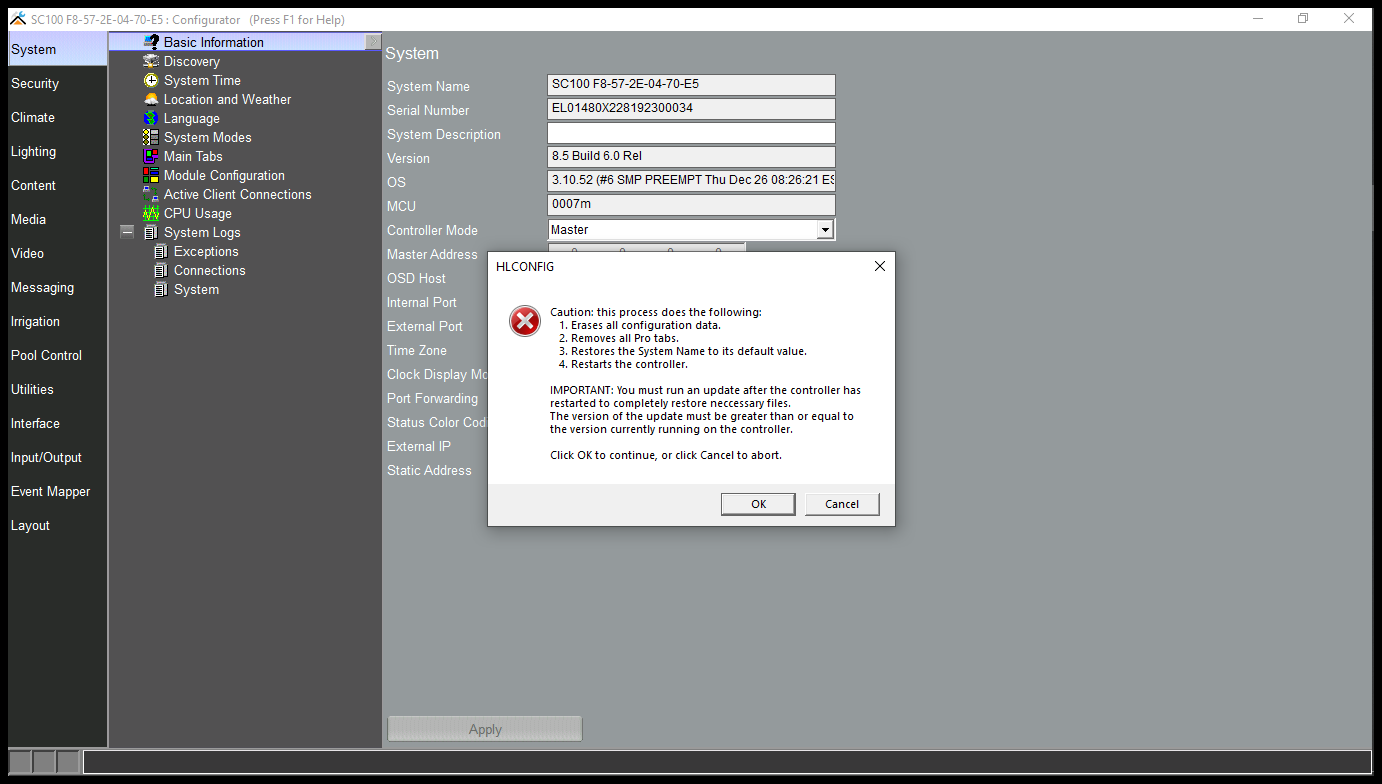 SC100 F8-57-2E-04-70-E5 : Configurator (Press F1 for Help)
System
Security
Climate
Lighting
Content
Media
Video
Messaging
Irrigation
Pool Control
Utilities
Interface
Input/Output
Event Mapper
Layout
Basic Information
Discovery
System Time
Location and Weather
Language
System Modes
Main Tabs
Module Configuration
Active Client Connections
CPU Usage
System Logs
Exceptions
Connections
System
System
System Name SC100 F8-57-2E-04-70-E5
Serial Number EL01480X228192300034
System Description
Version 8.5 Build 6.0 Rel
OS 3.10.52 (#6 SMP PREEMPT Thu Dec 26 08:26:21 ES
MCU 0007m
Controller Mode Master
Master Address
OSD Host
Internal Port
External Port
Time Zone
Clock Display Mo
Port Forwarding
Status Color Cod
External IP
Static Address
Apply
HLCONFIG
Caution: this process does the following:
1. Erases all configuration data.
2. Removes all Pro tabs.
3. Restores the System Name to its default value.
4. Restarts the controller.
IMPORTANT: You must run an update after the controller has
restarted to completely restore neccessary files.
The version of the update must be greater than or equal to
the version currently running on the controller.
Click OK to continue, or click Cancel to abort.
OK Cancel